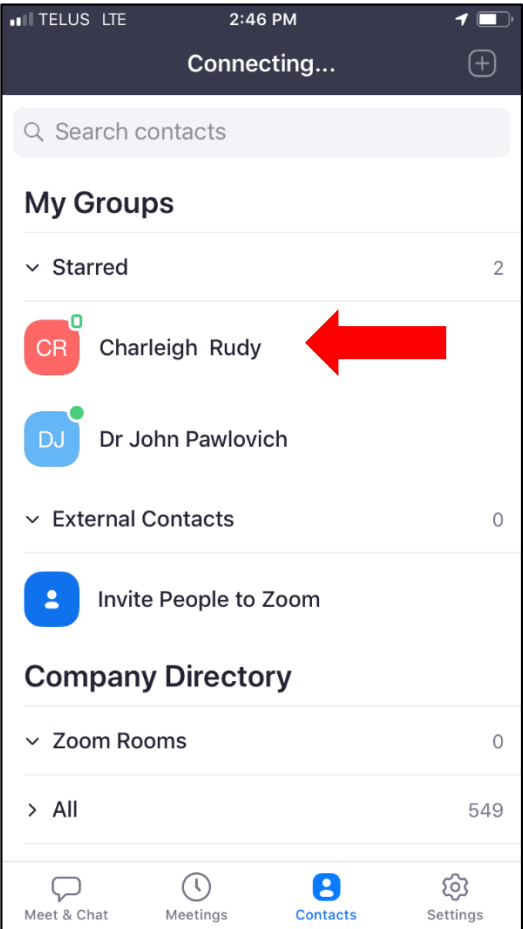 TELUS LTE 2:46 PM
Connecting...
Search contacts
My Groups
Starred 2
CR Charleigh Rudy
DJ Dr John Pawlovich
External Contacts 0
Invite People to Zoom
Company Directory
Zoom Rooms 0
All 549
Meet & Chat Meetings Contacts Settings